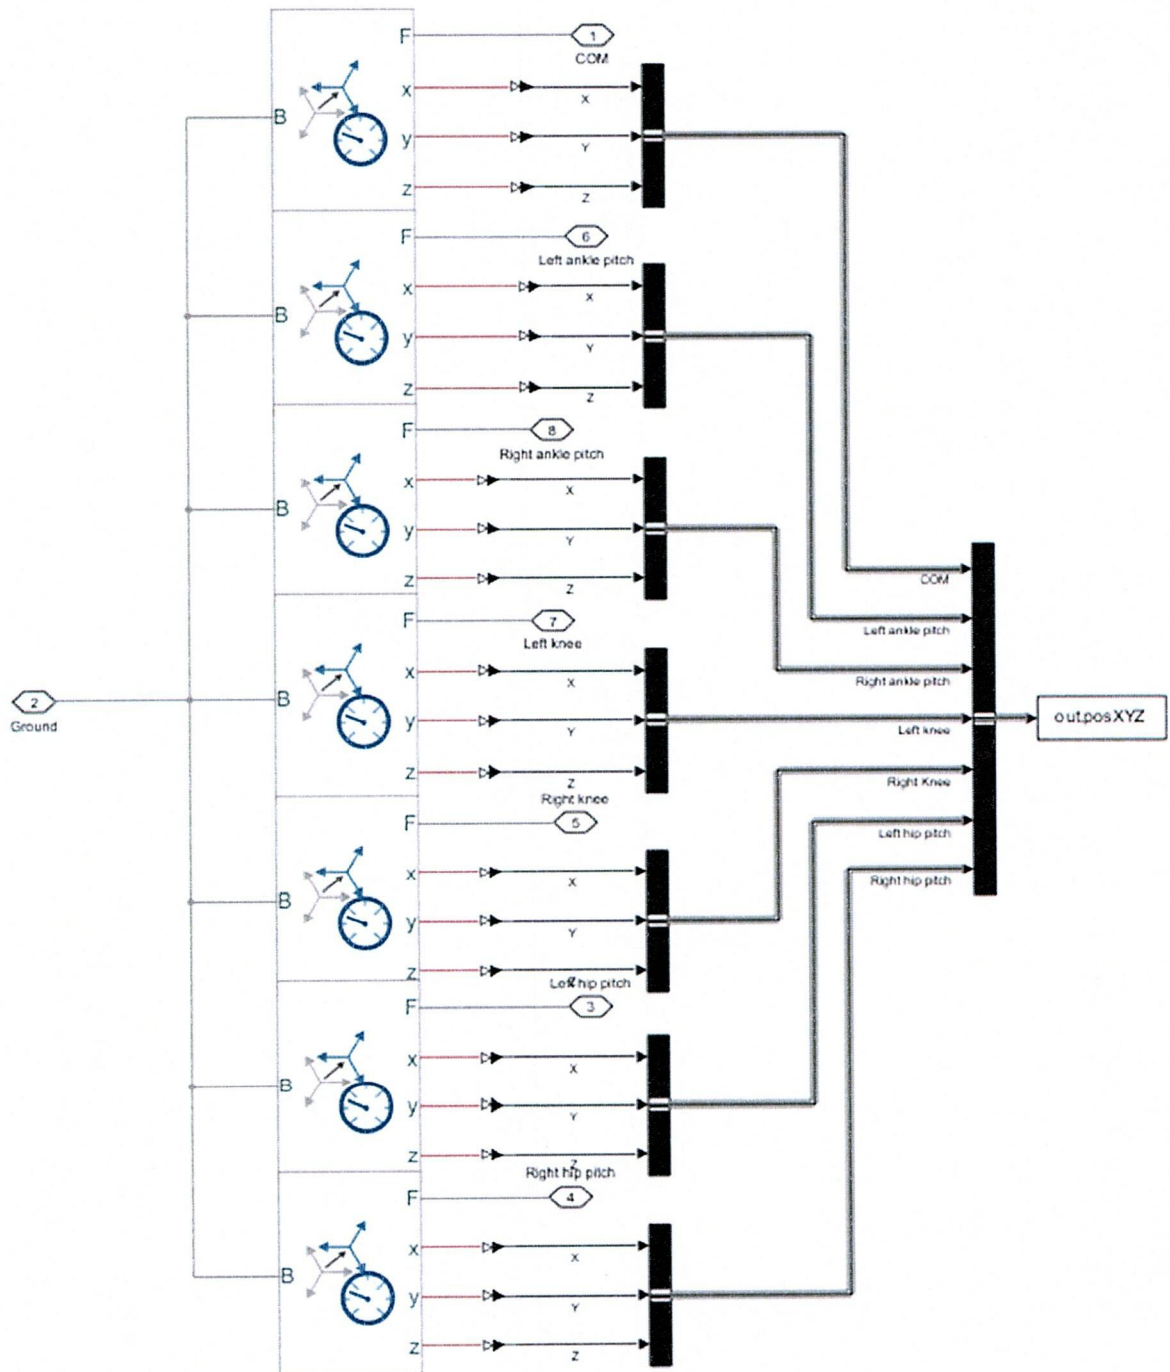 F 1
COM
x X
B
y Y
z Z
F 6
Left ankle pitch
x X
B
y Y
z Z
F 8
Right ankle pitch
x X
B
y Y
z Z
COM
F 7
Left knee
Left ankle pitch
x X
Right ankle pitch
2 B
Ground
y Y
Left knee
out.posXYZ
z Z
Right Knee
Right knee
F 5
Left hip pitch
x X
Right hip pitch
B
y Y
z Z
Left hip pitch
F 3
x X
B
y Y
z Z
Right hip pitch
F 4
x X
B
y Y
z Z